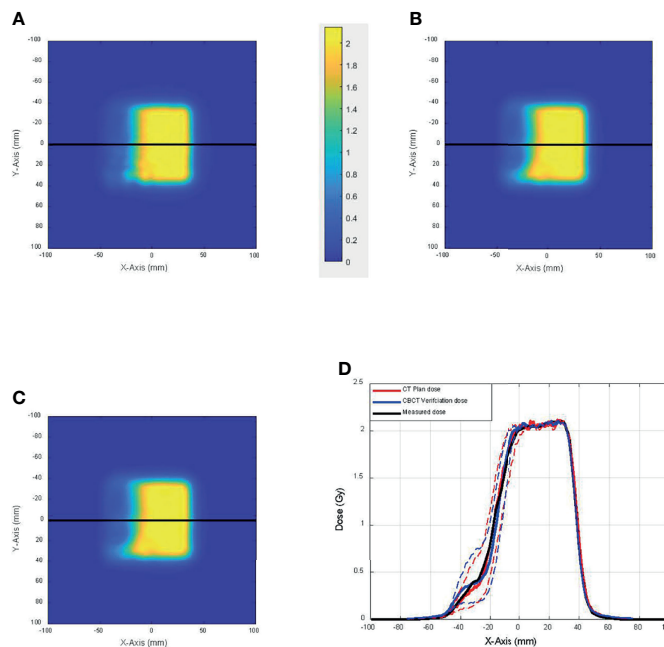 A
B
-100
-80
-60
-40
-20
0
20
40
60
80
100
Y-Axis (mm)
-100 -50 0 50 100
X-Axis (mm)
2
1.8
1.6
1.4
1.2
1
0.8
0.6
0.4
0.2
0
-100
-80
-60
-40
-20
0
20
40
60
80
100
Y-Axis (mm)
-100 -50 0 50 100
X-Axis (mm)
C
D
-100
-80
-60
-40
-20
0
20
40
60
80
100
Y-Axis (mm)
-100 -50 0 50 100
X-Axis (mm)
2.5
2
1.5
1
0.5
0
Dose (Gy)
CT Plan dose
CBCT Verifciation dose
Measured dose
-100 -80 -60 -40 -20 0 20 40 60 80 100
X-Axis (mm)